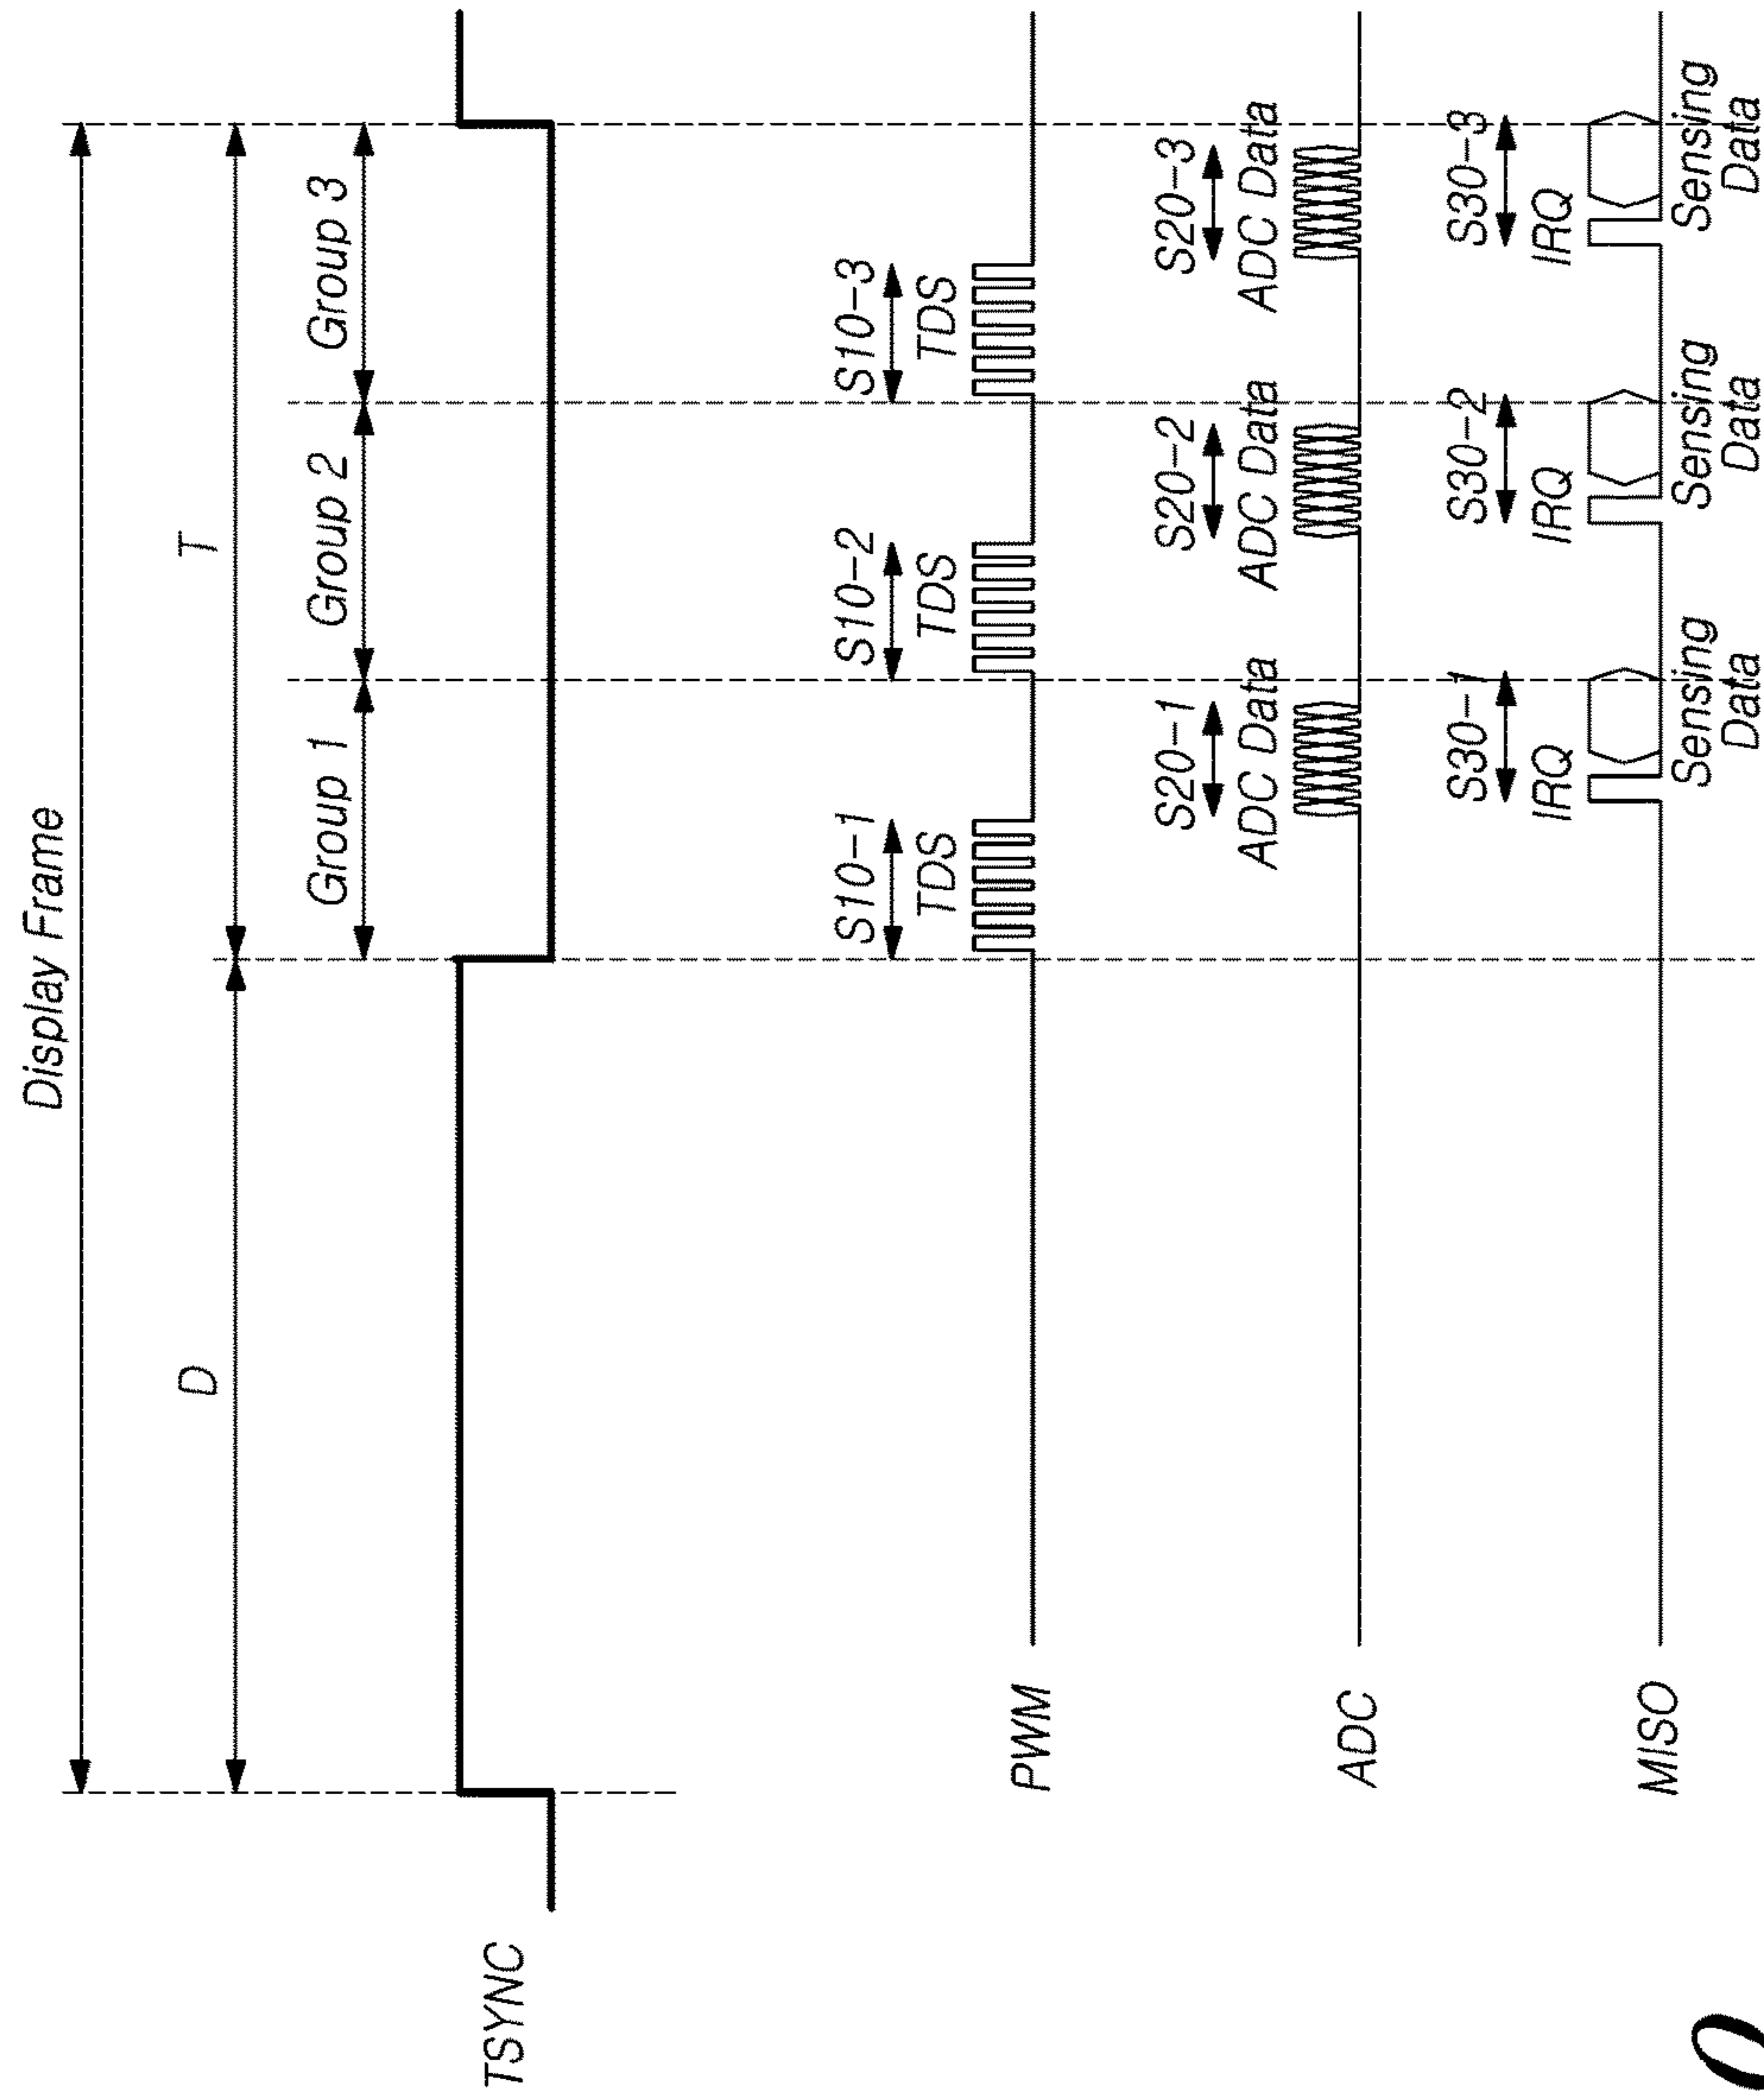 Display Frame
D
T
Group 1
Group 2
Group 3
TSYNC
S10-1
S10-2
S10-3
TDS
TDS
TDS
PWM
S20-1
S20-2
S20-3
ADC Data
ADC Data
ADC Data
ADC
S30-1
S30-2
S30-3
IRQ
IRQ
IRQ
MISO
Sensing Data
Sensing Data
Sensing Data